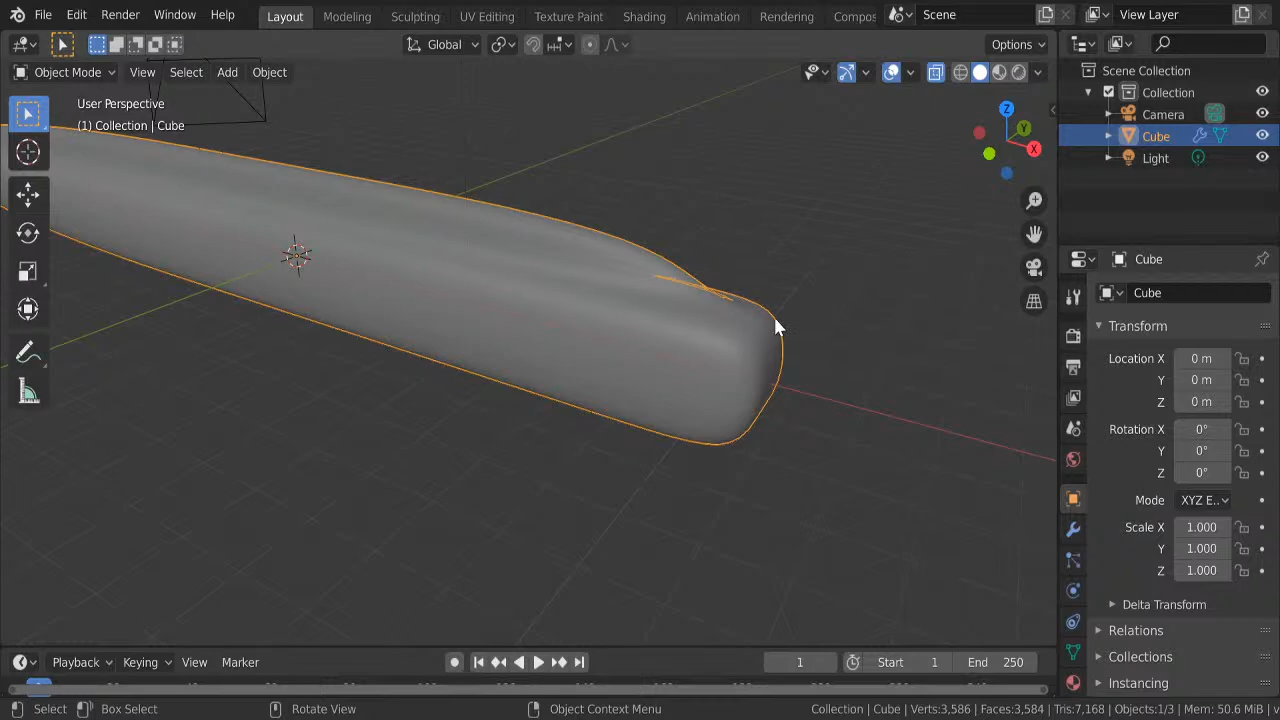 File Edit Render Window Help Layout Modeling Sculpting UV Editing Texture Paint Shading Animation Rendering Compos Scene View Layer
Global Options
Object Mode View Select Add Object
User Perspective
(1) Collection | Cube
Z
Y
X
Scene Collection
Collection
Camera
Cube
Light
Cube
Cube
Transform
Location X 0 m
Y 0 m
Z 0 m
Rotation X 0°
Y 0°
Z 0°
Mode XYZ E..
Scale X 1.000
Y 1.000
Z 1.000
Delta Transform
Relations
Collections
Instancing
Playback Keying View Marker 1 Start 1 End 250
Select Box Select Rotate View Object Context Menu Collection | Cube | Verts:3,586 | Faces:3,584 | Tris:7,168 | Objects:1/3 | Mem: 50.6 MiB | v